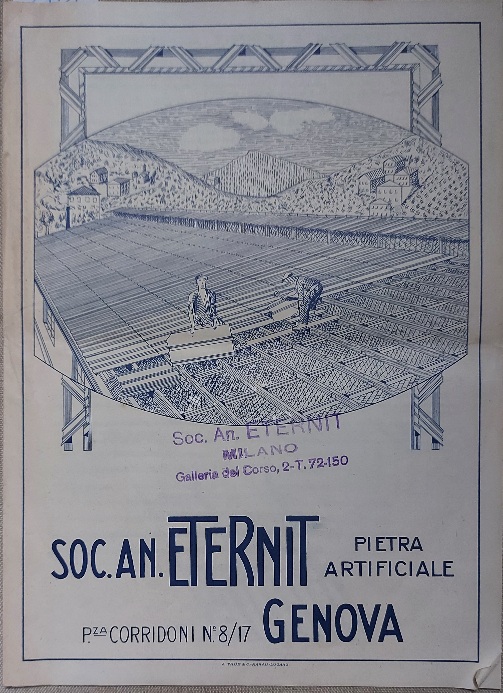 Soc. An. ETERNIT
MILANO
Galleria del Corso, 2-T. 72-150
SOC. AN. ETERNIT PIETRA ARTIFICIALE
P.ZA CORRIDONI N.º 8/17 GENOVA